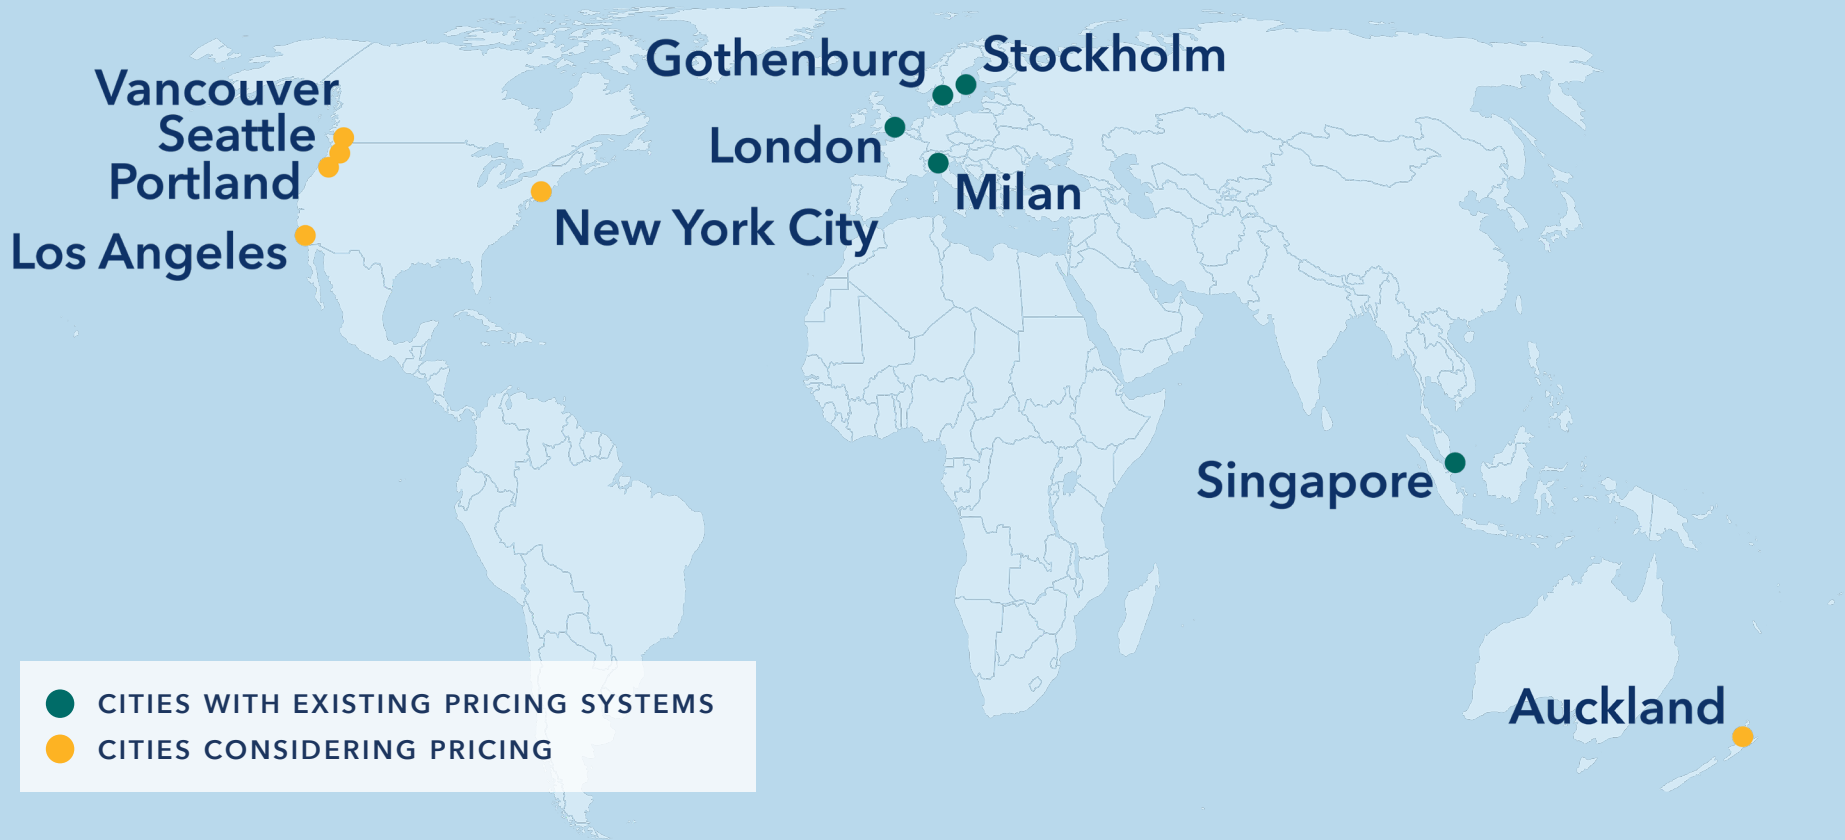 Vancouver
Seattle
Portland
Los Angeles
New York City
Gothenburg
Stockholm
London
Milan
Singapore
Auckland
CITIES WITH EXISTING PRICING SYSTEMS
CITIES CONSIDERING PRICING